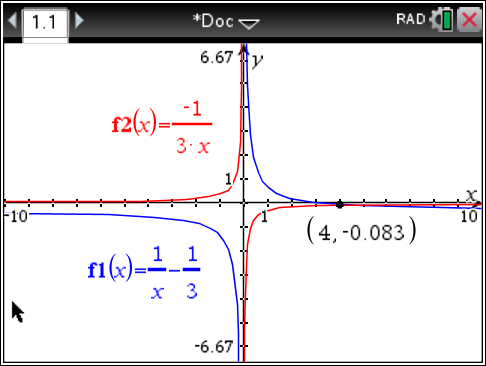 1.1 *Doc RAD
6.67 y
f2(x)=-1/(3·x)
1
x
-10 1 10
(4,-0.083)
f1(x)=1/x-1/3
-6.67